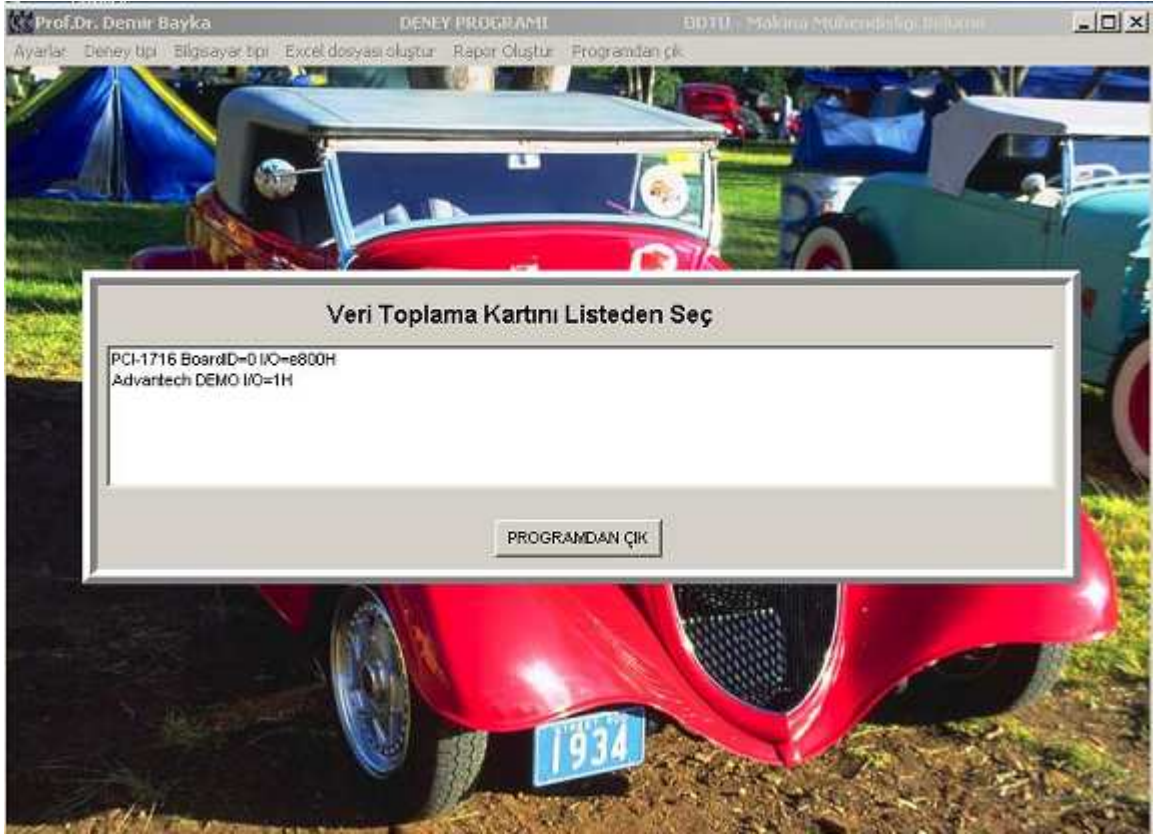 Prof.Dr. Demir Bayka DENEY PROGRAMI ODTÜ - Makina Mühendisliği Bölümü
Ayarlar Deney tipi Bilgisayar tipi Excel dosyası oluştur Rapor Oluştur Programdan çık
Veri Toplama Kartını Listeden Seç
PCI-1716 BoardID=0 I/O=e800H
Advantech DEMO I/O=1H
PROGRAMDAN ÇIK
1934